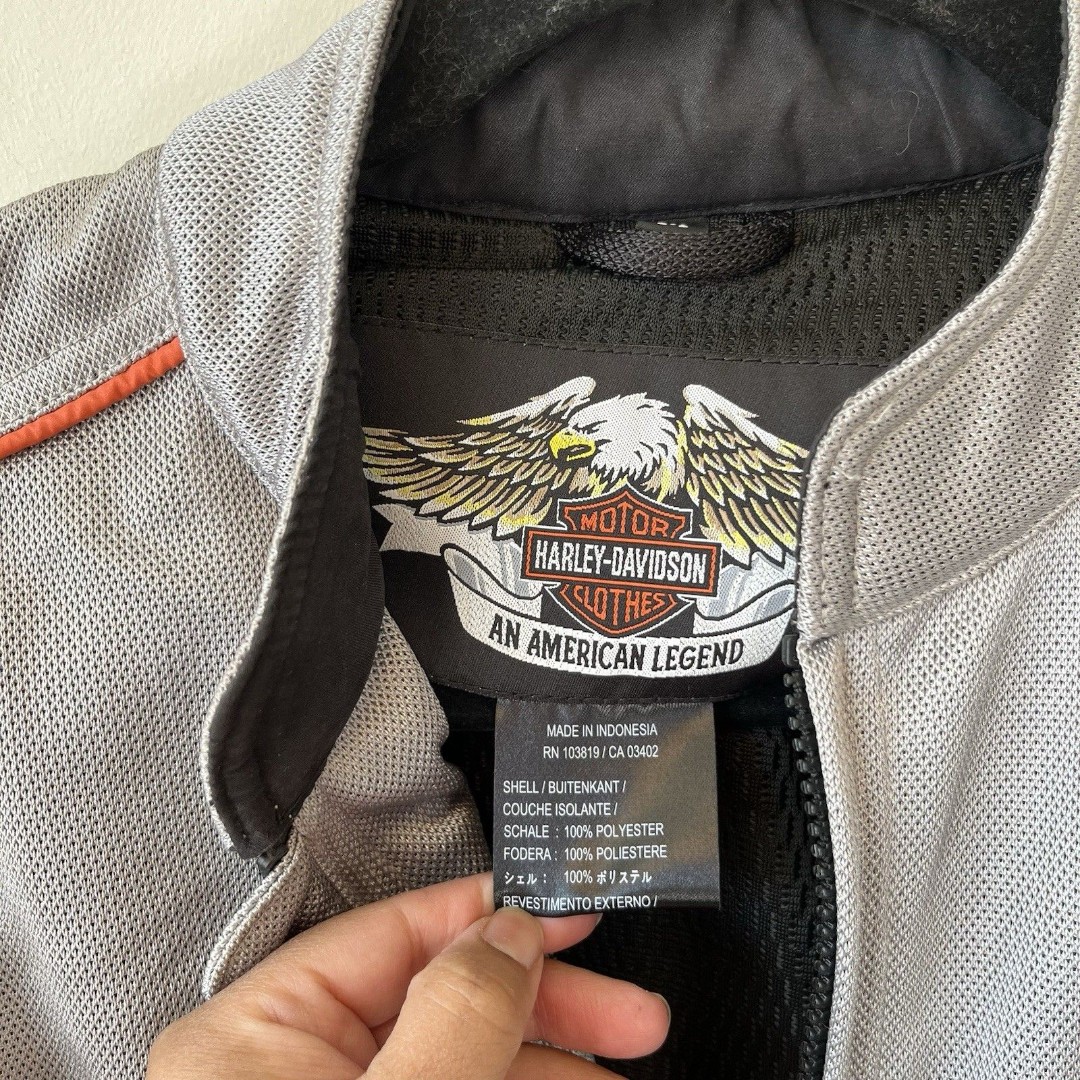 MOTOR
HARLEY-DAVIDSON
CLOTHES
AN AMERICAN LEGEND
MADE IN INDONESIA
RN 103819 / CA 03402
SHELL / BUITENKANT /
COUCHE ISOLANTE /
SCHALE : 100% POLYESTER
FODERA : 100% POLIESTERE
シェル : 100% ポリステル
REVESTIMENTO EXTERNO /